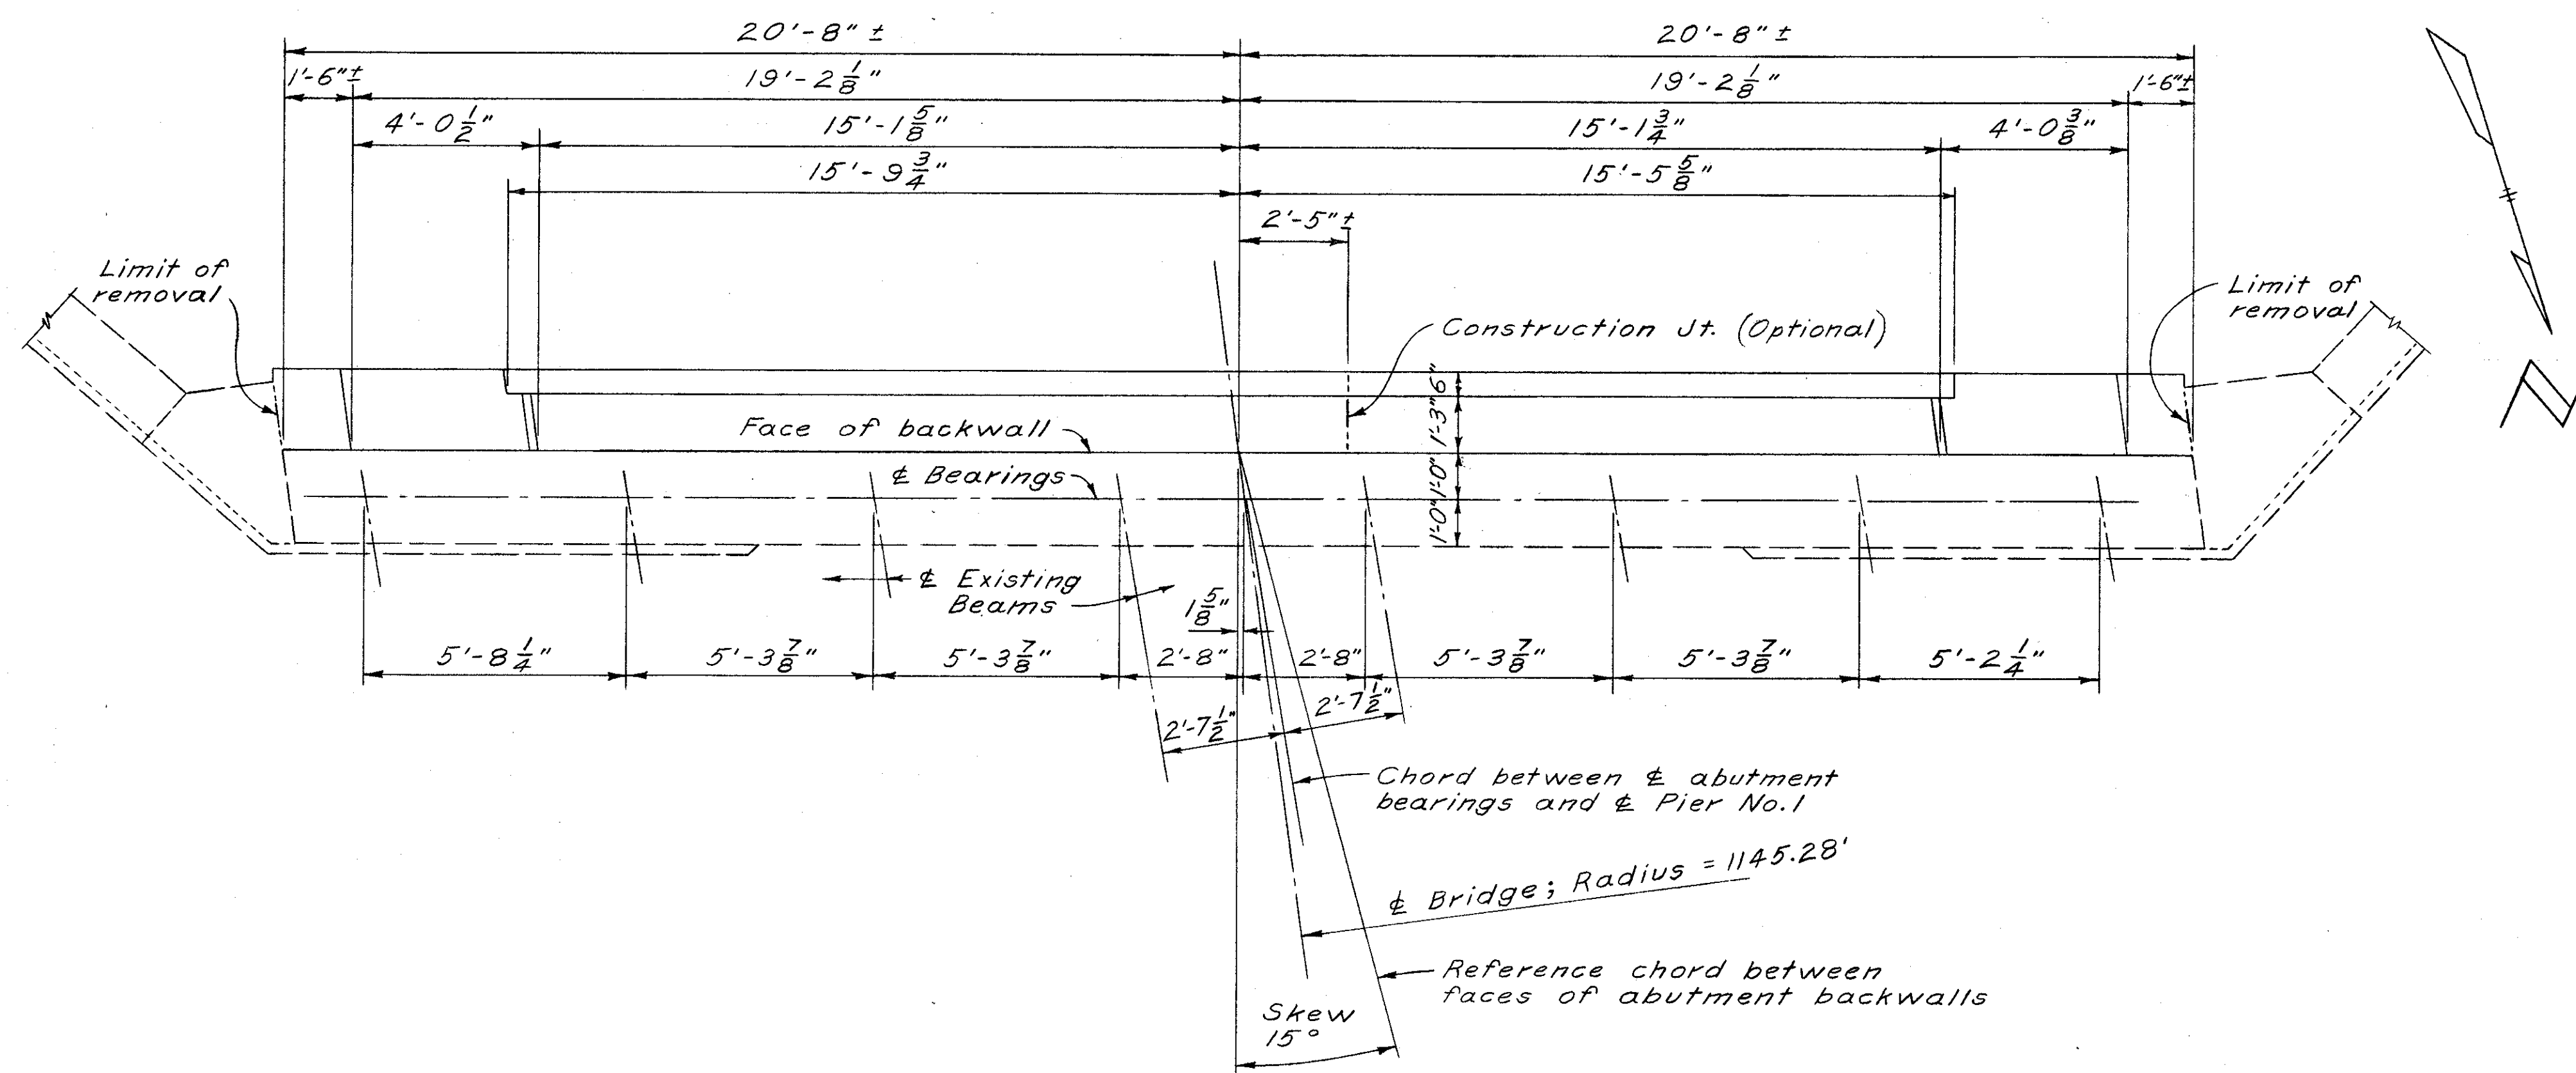 20'-8" ± 20'-8" ±
1'-6"± 19'-2 1/8" 19'-2 1/8" 1'-6"±
4'-0 1/2" 15'-1 5/8" 15'-1 3/4" 4'-0 3/8"
15'-9 3/4" 15'-5 5/8"
2'-5" ±
Limit of
removal
Limit of
removal
Construction Jt. (Optional)
6"
1'-3"
1'-0"
1'-0"
Face of backwall
℄ Bearings
℄ Existing
Beams
1 5/8"
5'-8 1/4" 5'-3 7/8" 5'-3 7/8" 2'-8" 2'-8" 5'-3 7/8" 5'-3 7/8" 5'-2 1/4"
2'-7 1/2" 2'-7 1/2"
Chord between ℄ abutment
bearings and ℄ Pier No.1
℄ Bridge; Radius = 1145.28'
Reference chord between
faces of abutment backwalls
Skew
15°
N